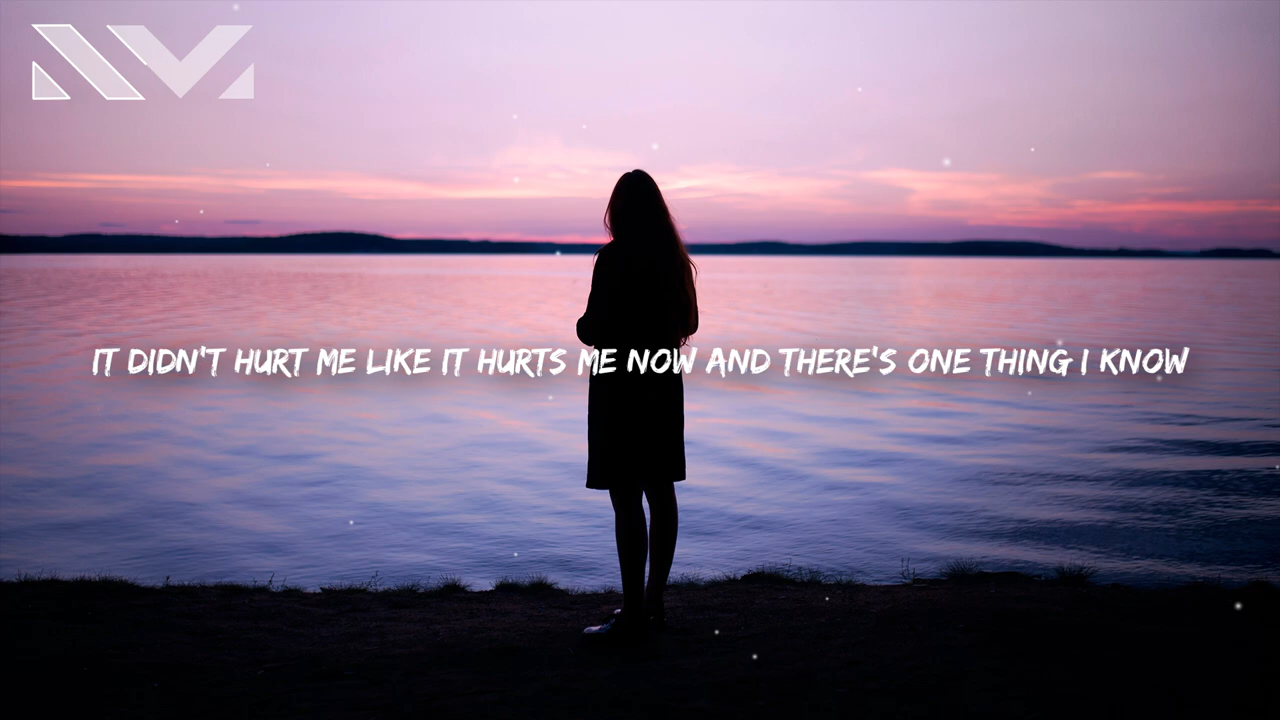 IT DIDN'T HURT ME LIKE IT HURTS ME NOW AND THERE'S ONE THING I KNOW